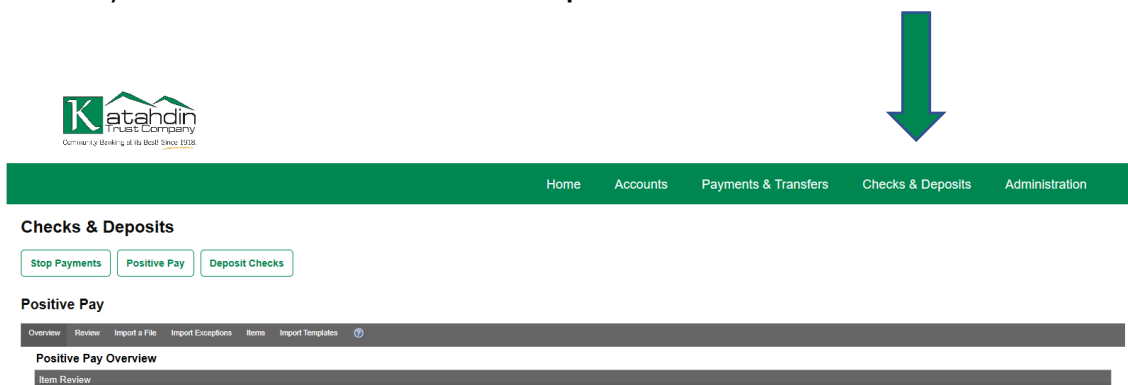 Katahdin
Trust Company
Community Banking at its Best! Since 1918.
Home Accounts Payments & Transfers Checks & Deposits Administration
Checks & Deposits
Stop Payments Positive Pay Deposit Checks
Positive Pay
Overview Review Import a File Import Exceptions Items Import Templates ?
Positive Pay Overview
Item Review